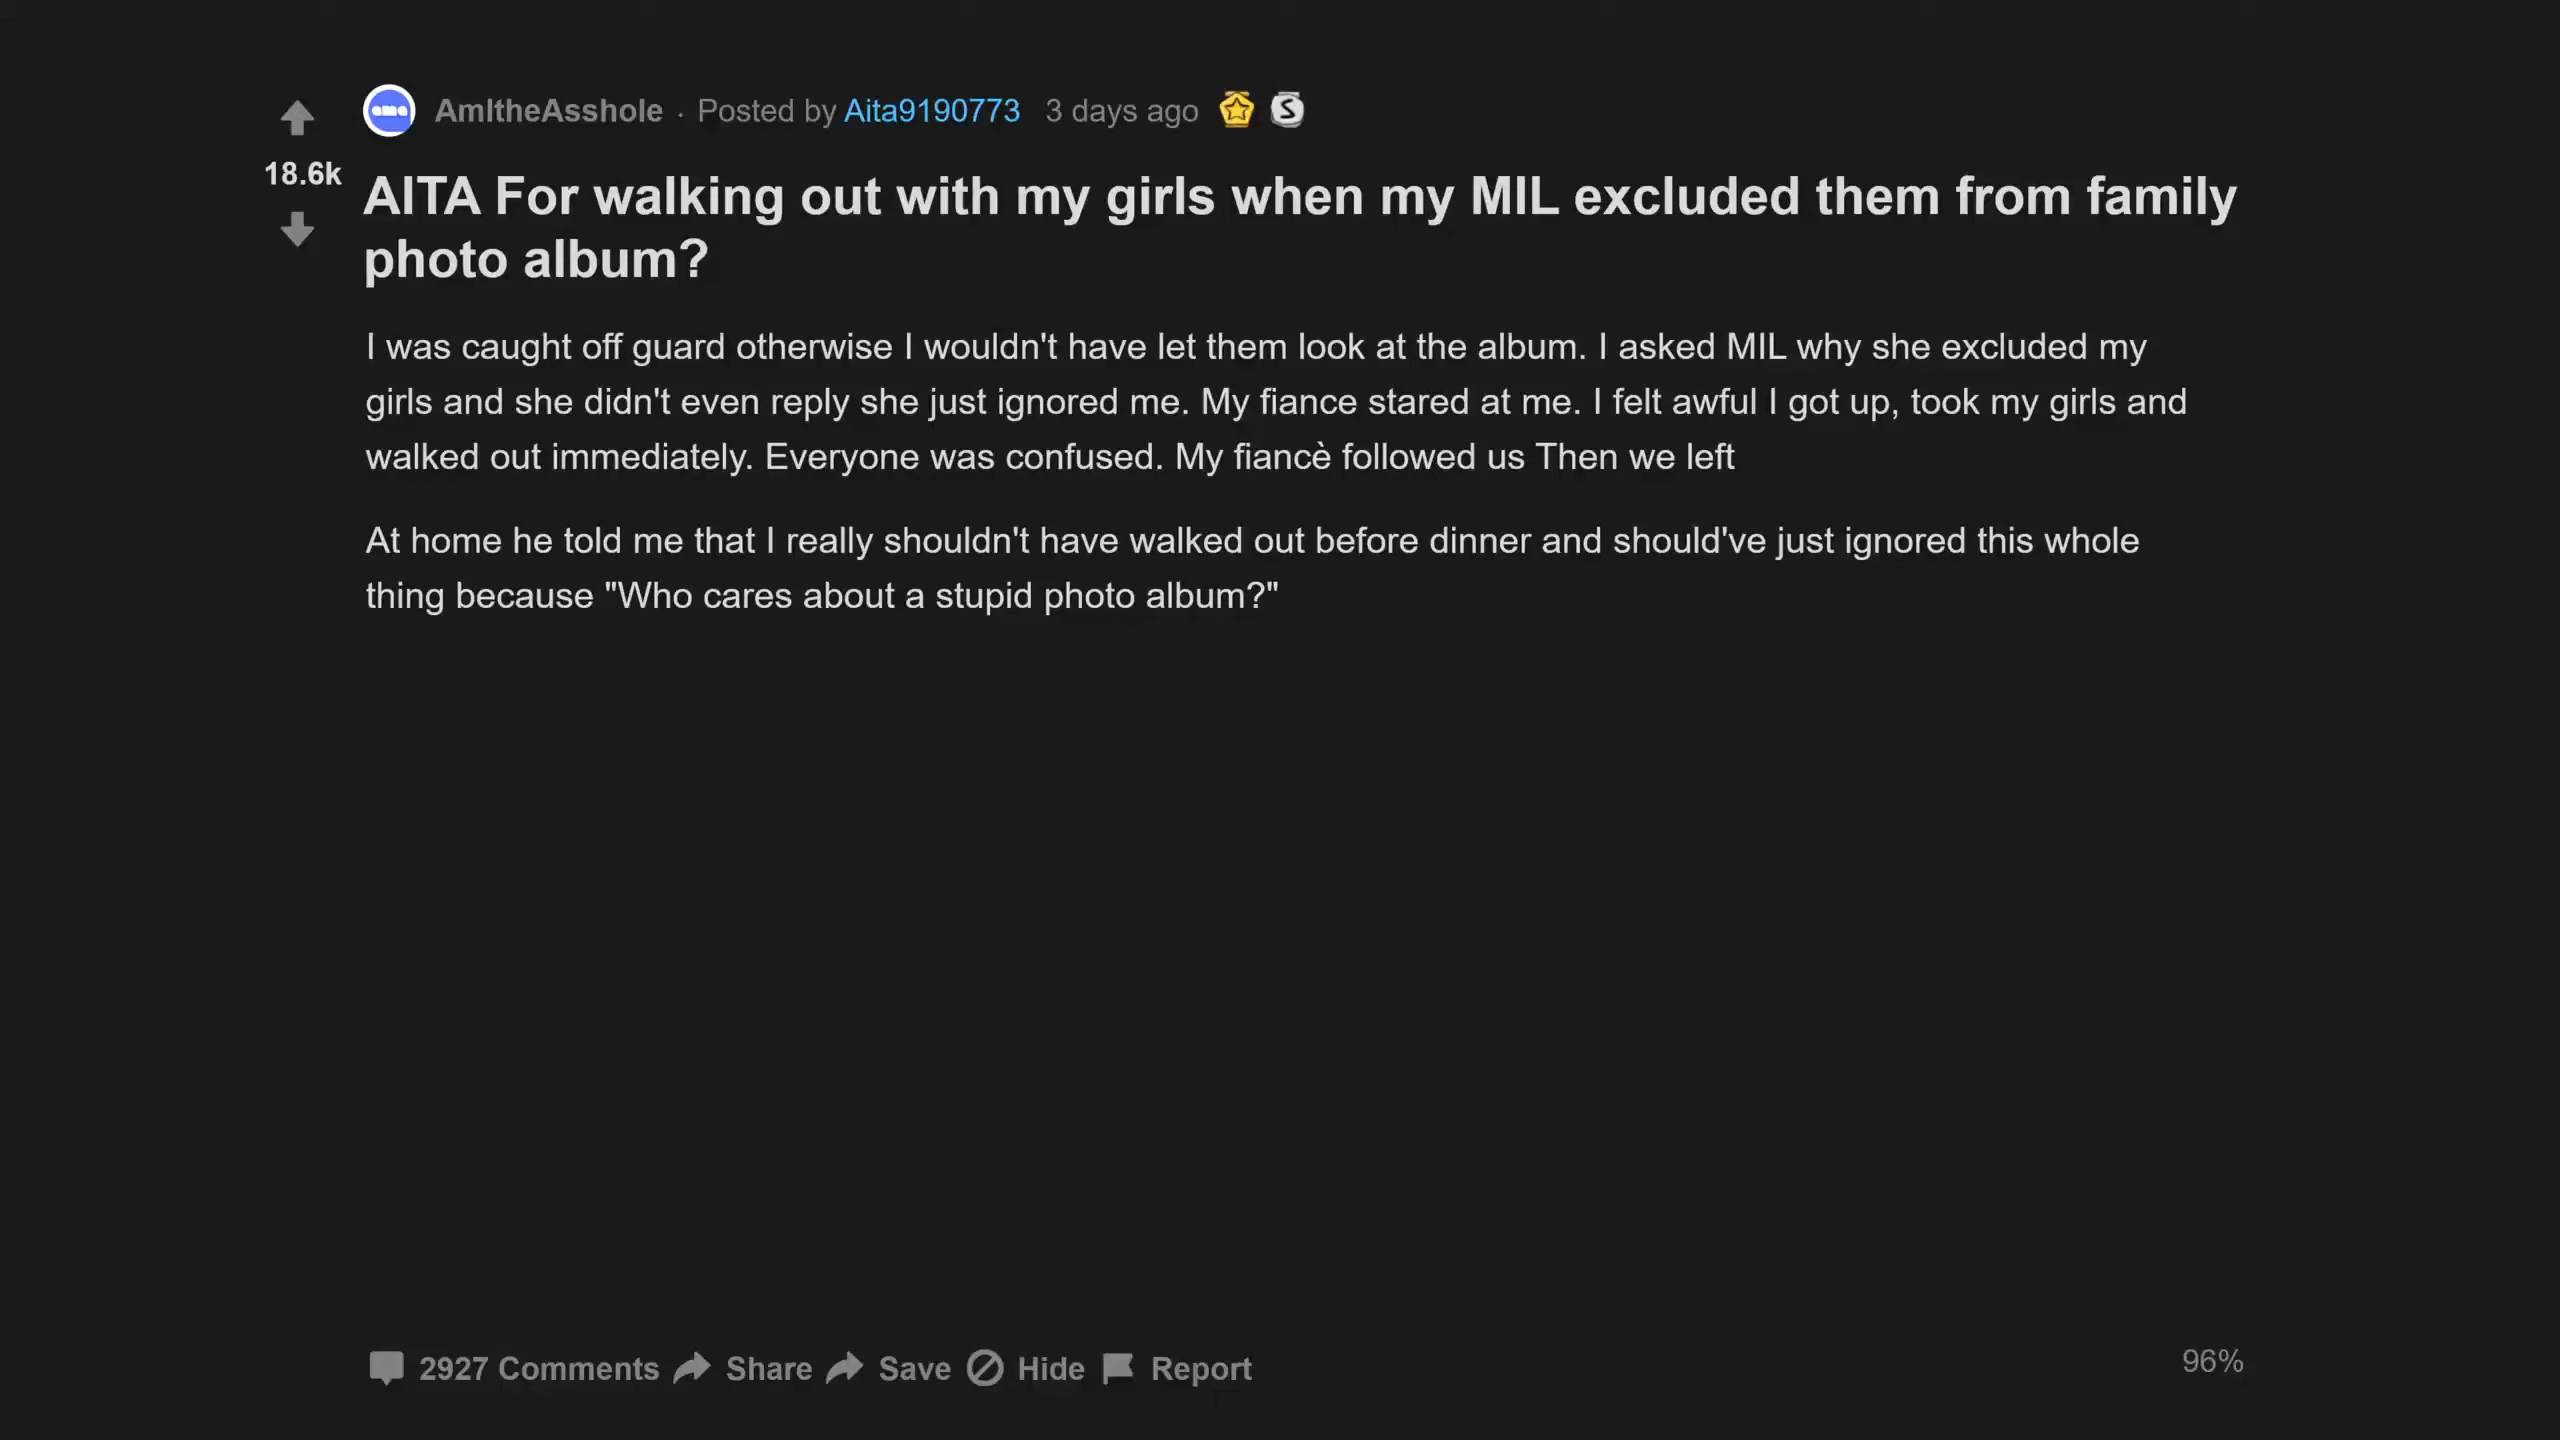 AmItheAsshole · Posted by Aita9190773 3 days ago
18.6k
AITA For walking out with my girls when my MIL excluded them from family
photo album?
I was caught off guard otherwise I wouldn't have let them look at the album. I asked MIL why she excluded my
girls and she didn't even reply she just ignored me. My fiance stared at me. I felt awful I got up, took my girls and
walked out immediately. Everyone was confused. My fiancè followed us Then we left
At home he told me that I really shouldn't have walked out before dinner and should've just ignored this whole
thing because "Who cares about a stupid photo album?"
2927 Comments Share Save Hide Report
96%